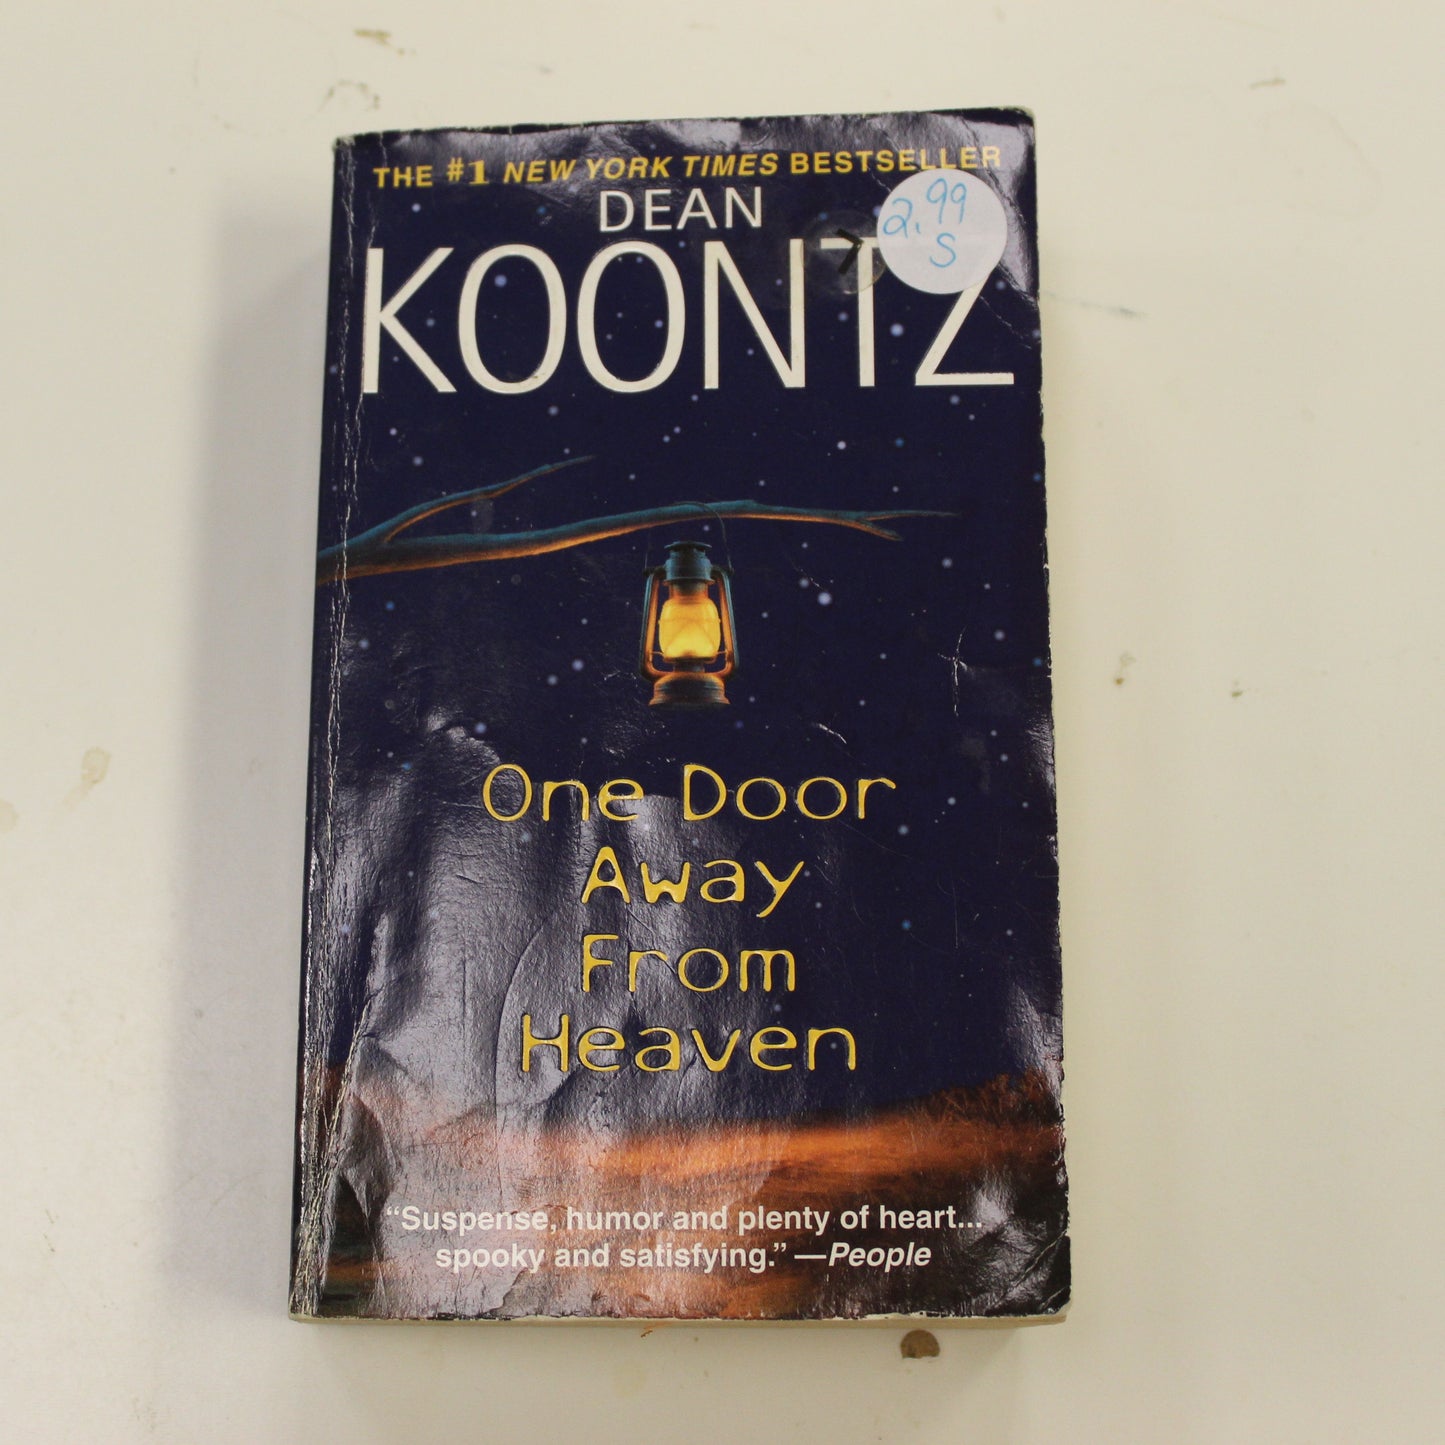 THE #1 NEW YORK TIMES BESTSELLER
DEAN
KOONTZ
2.99
S
One Door
Away
From
Heaven
“Suspense, humor and plenty of heart...
spooky and satisfying.” —People